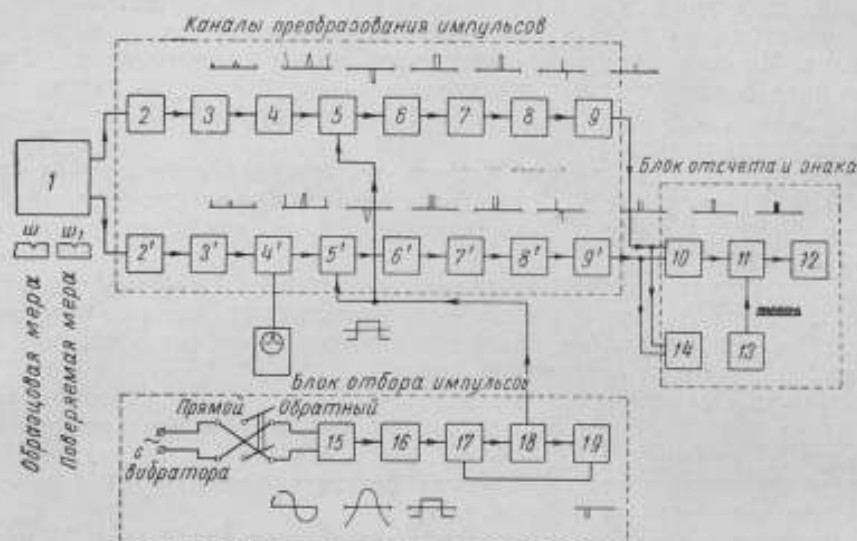 Каналы преобразования импульсов
2 3 4 5 6 7 8 9
1
Блок отсчета и знака
2' 3' 4' 5' 6' 7' 8' 9'
10 11 12
Ш Ш₁
Образцовая мера
Поверяемая мера
14 13
Блок отбора импульсов
Прямой Обратный
15 16 17 18 19
с ~
вибратора